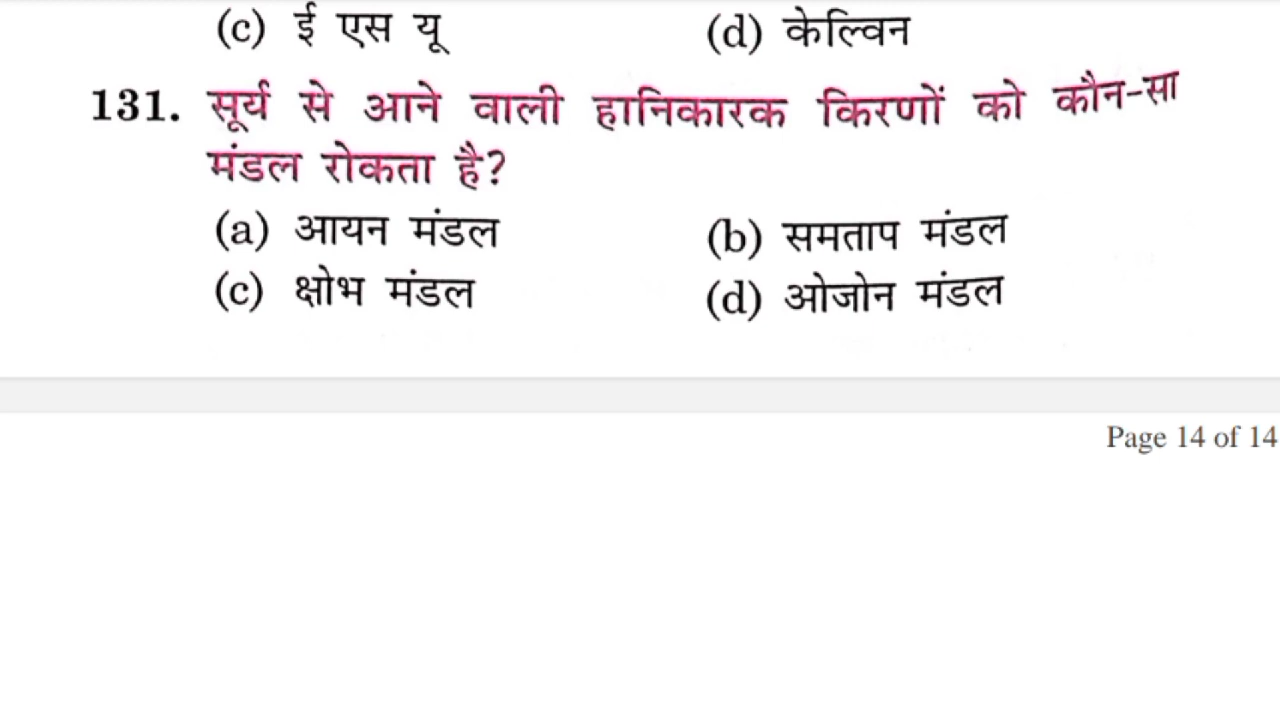 (c) ई एस यू (d) केल्विन
131. सूर्य से आने वाली हानिकारक किरणों को कौन-सा
मंडल रोकता है?
(a) आयन मंडल (b) समताप मंडल
(c) क्षोभ मंडल (d) ओजोन मंडल
Page 14 of 14